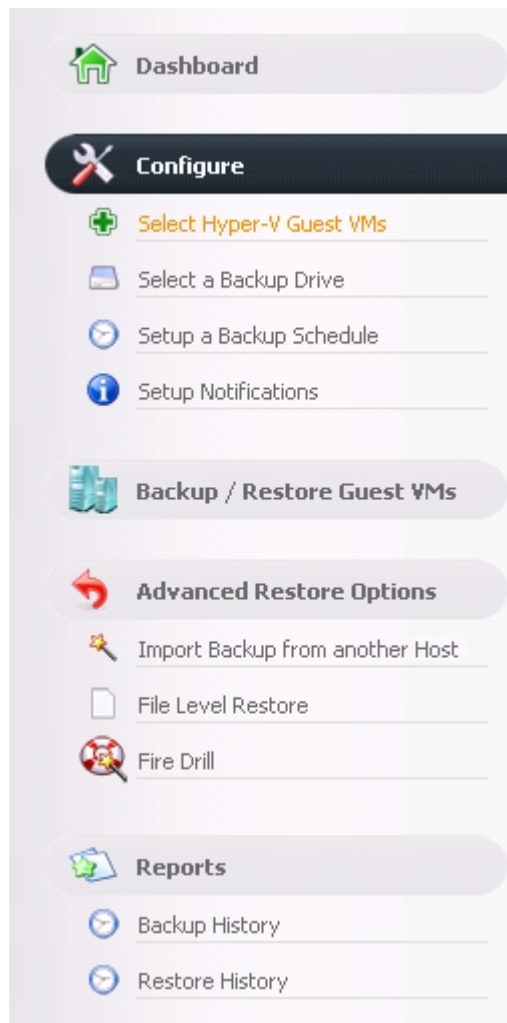 Dashboard
Configure
Select Hyper-V Guest VMs
Select a Backup Drive
Setup a Backup Schedule
Setup Notifications
Backup / Restore Guest VMs
Advanced Restore Options
Import Backup from another Host
File Level Restore
Fire Drill
Reports
Backup History
Restore History